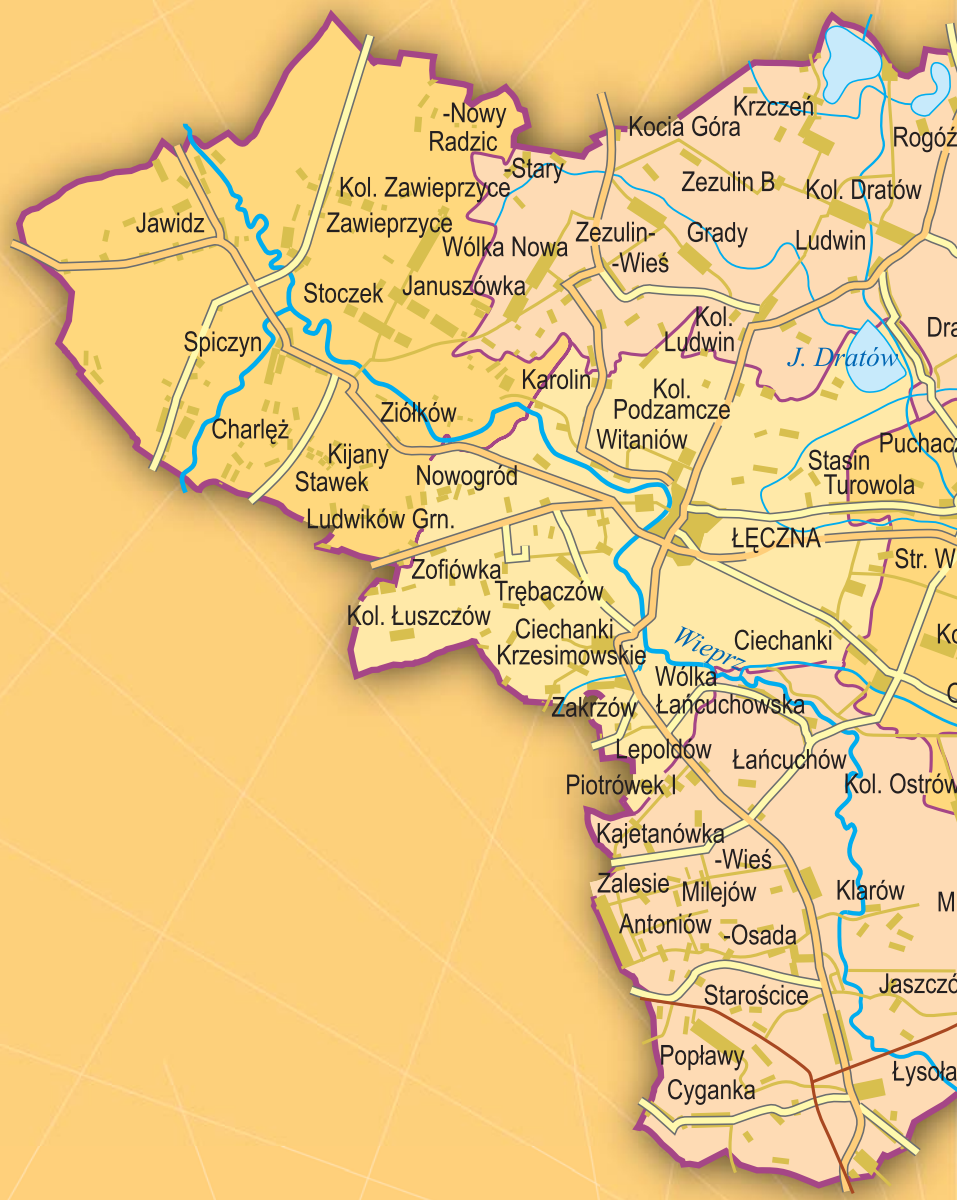 Krzczeń
-Nowy
Radzic
Kocia Góra
Rogóź
-Stary
Kol. Zawieprzyce
Zezulin B
Kol. Dratów
Jawidz
Zawieprzyce
Wólka Nowa
Zezulin-
-Wieś
Grady
Ludwin
Stoczek
Januszówka
Kol.
Ludwin
Dra
Spiczyn
J. Dratów
Karolin
Kol.
Podzamcze
Ziółków
Charlęż
Witaniów
Puchacz
Kijany
Stawek
Nowogród
Stasin
Turowola
Ludwików Grn.
ŁĘCZNA
Str. W
Zofiówka
Trębaczów
Kol. Łuszczów
Ciechanki
Krzesimowskie
Wieprz
Ciechanki
Ko
Wólka
Łańcuchowska
Zakrzów
Lepoldów
Łańcuchów
Piotrówek I
Kol. Ostrów
Kajetanówka
-Wieś
Zalesie
Milejów
Klarów
M
Antoniów
-Osada
Starościce
Jaszczó
Popławy
Cyganka
Łysoła